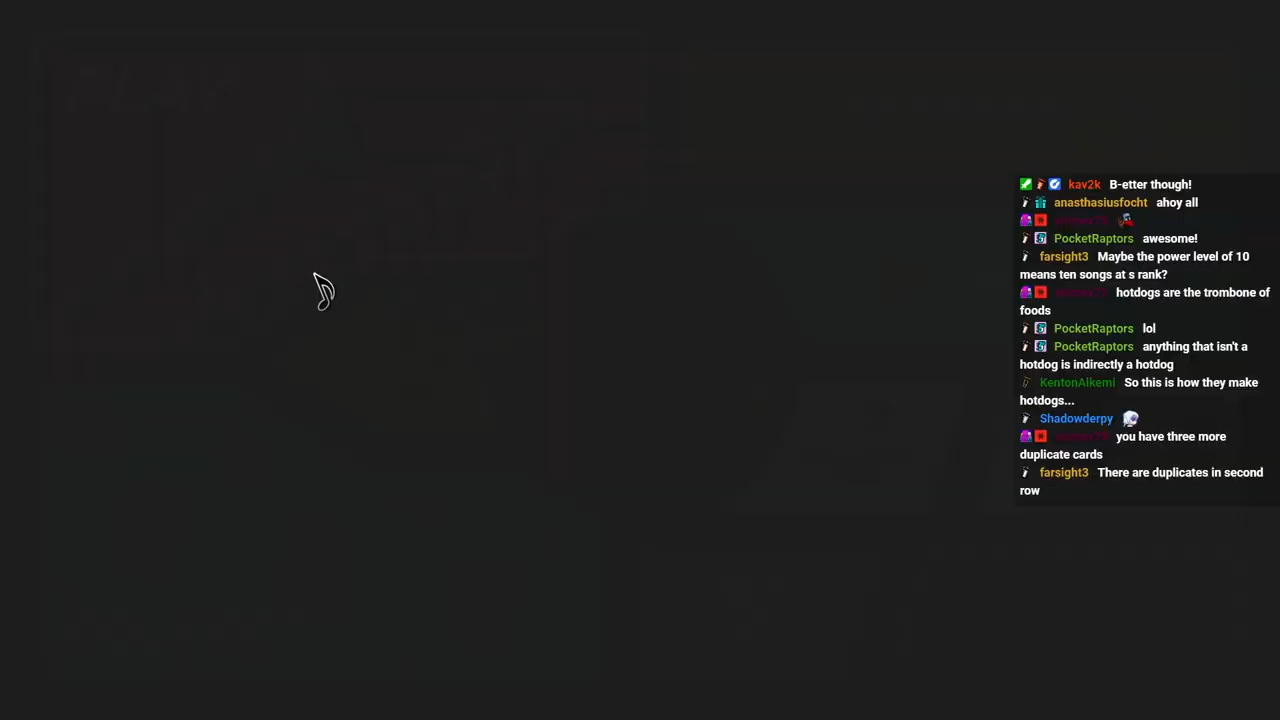 kav2k B-etter though!
anasthasiusfocht ahoy all
PocketRaptors awesome!
farsight3 Maybe the power level of 10
means ten songs at s rank?
hotdogs are the trombone of
foods
PocketRaptors lol
PocketRaptors anything that isn't a
hotdog is indirectly a hotdog
KentonAlkemi So this is how they make
hotdogs...
Shadowderpy
you have three more
duplicate cards
farsight3 There are duplicates in second
row